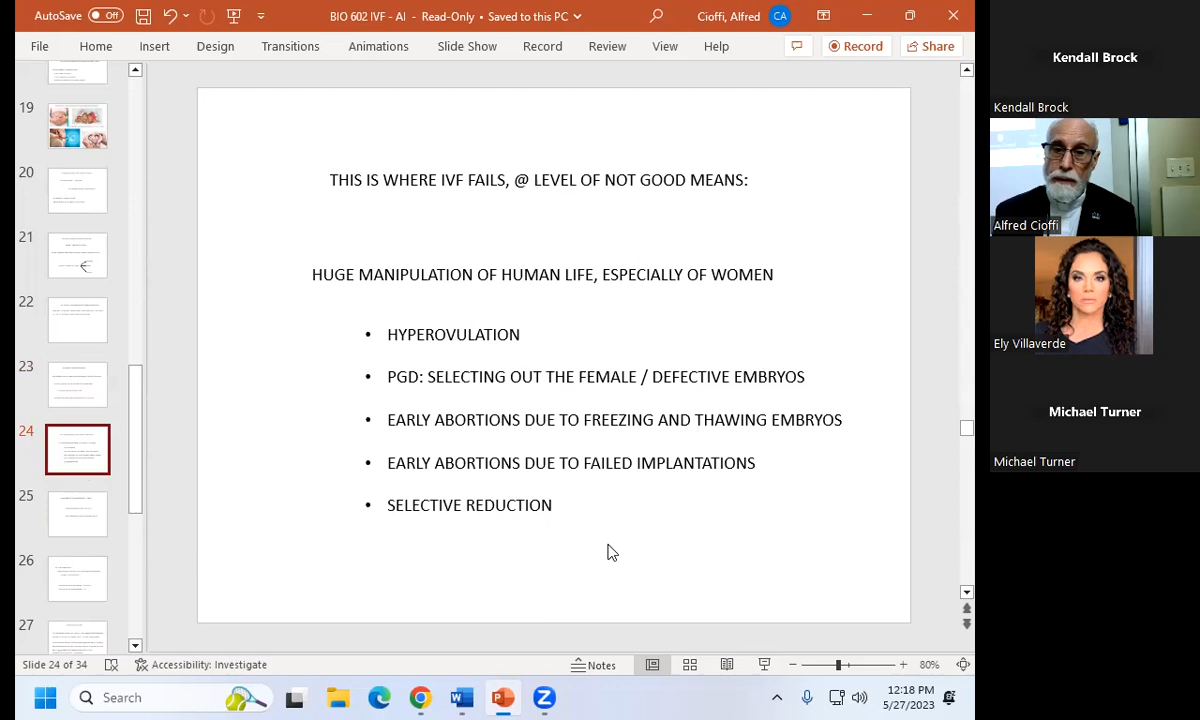 AutoSave
Off
BIO 602 IVF - AI - Read-Only • Saved to this PC
Cioffi, Alfred
CA
File Home Insert Design Transitions Animations Slide Show Record Review View Help
Record
Share
19
20
21
22
23
24
25
26
27
THIS IS WHERE IVF FAILS, @ LEVEL OF NOT GOOD MEANS:
HUGE MANIPULATION OF HUMAN LIFE, ESPECIALLY OF WOMEN
• HYPEROVULATION
• PGD: SELECTING OUT THE FEMALE / DEFECTIVE EMBRYOS
• EARLY ABORTIONS DUE TO FREEZING AND THAWING EMBRYOS
• EARLY ABORTIONS DUE TO FAILED IMPLANTATIONS
• SELECTIVE REDUCTION
Slide 24 of 34
Accessibility: Investigate
Notes
80%
Search
12:18 PM
5/27/2023
Kendall Brock
Kendall Brock
Alfred Cioffi
Ely Villaverde
Michael Turner
Michael Turner